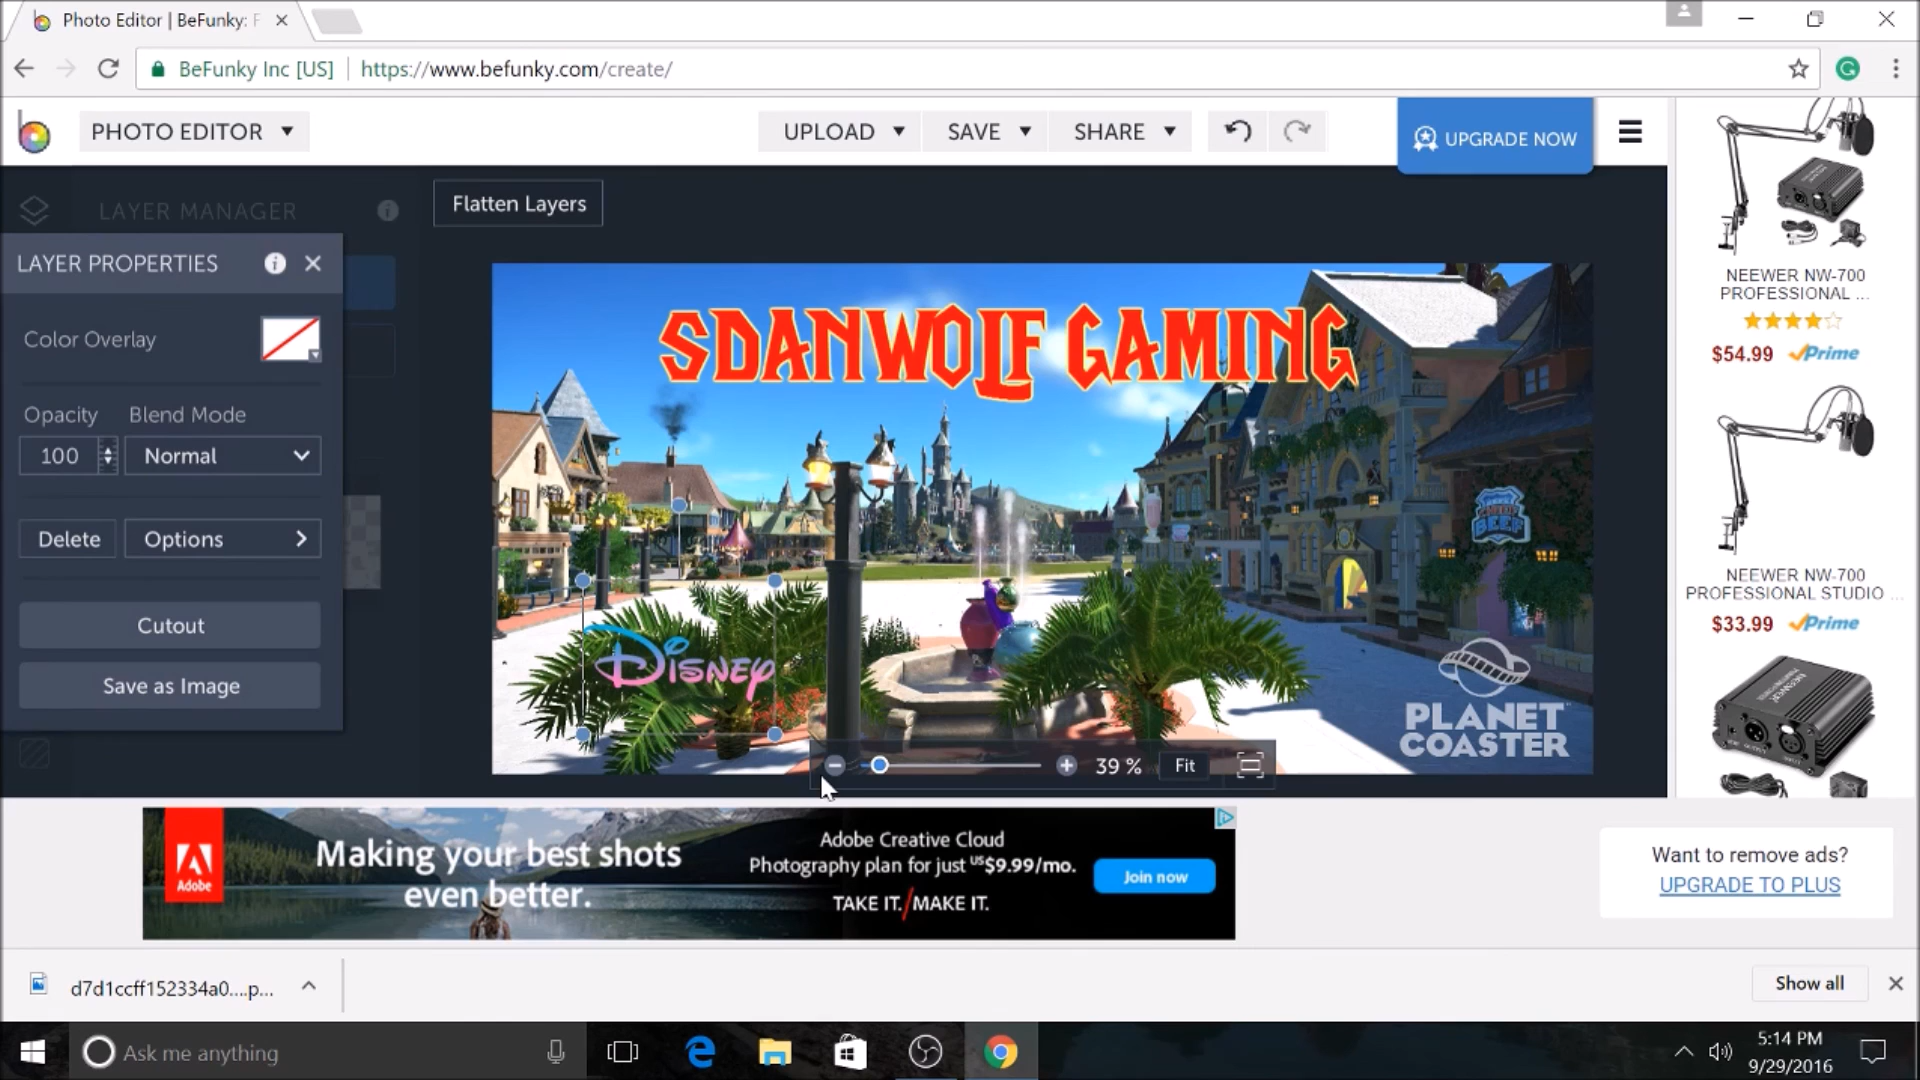 Photo Editor | BeFunky: F
BeFunky Inc [US]
https://www.befunky.com/create/
PHOTO EDITOR
UPLOAD
SAVE
SHARE
UPGRADE NOW
LAYER MANAGER
Flatten Layers
LAYER PROPERTIES
Color Overlay
Opacity
Blend Mode
100
Normal
Delete
Options
Cutout
Save as Image
SDANWOLF GAMING
BEEF
DISNEY
PLANET
COASTER
39 %
Fit
NEEWER NW-700
PROFESSIONAL ...
$54.99
Prime
NEEWER NW-700
PROFESSIONAL STUDIO ...
$33.99
Prime
Adobe
Making your best shots
even better.
Adobe Creative Cloud
Photography plan for just US$9.99/mo.
TAKE IT./MAKE IT.
Join now
Want to remove ads?
UPGRADE TO PLUS
d7d1ccff152334a0....p...
Show all
Ask me anything
5:14 PM
9/29/2016